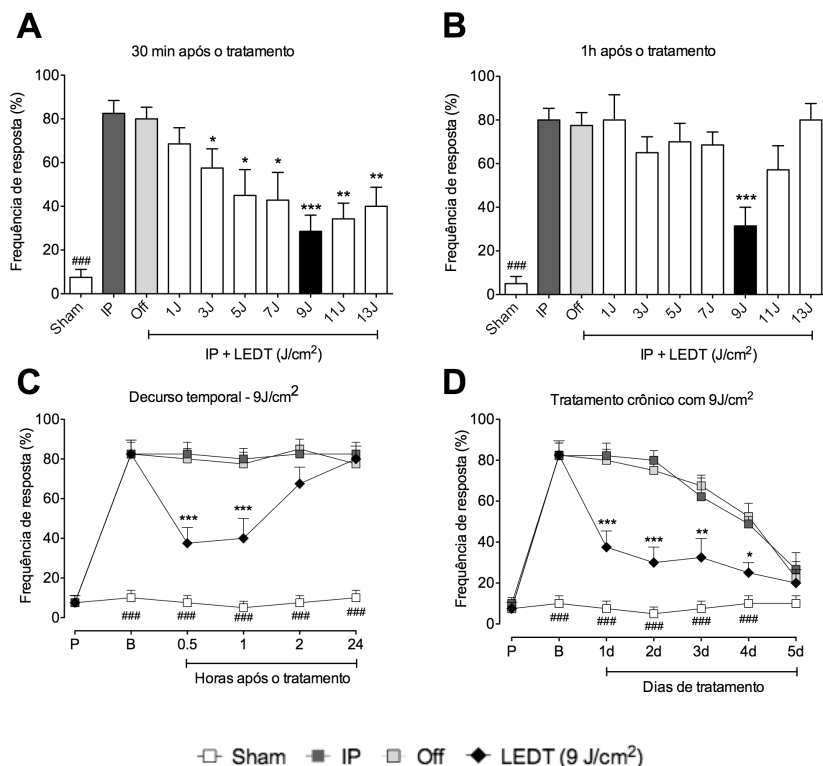 A
30 min após o tratamento
Frequência de resposta (%)
100
80
60
40
20
0
###
*
*
*
***
**
**
Sham
IP
Off
1J
3J
5J
7J
9J
11J
13J
IP + LEDT (J/cm²)
B
1h após o tratamento
Frequência de resposta (%)
100
80
60
40
20
0
###
***
Sham
IP
Off
1J
3J
5J
7J
9J
11J
13J
IP + LEDT (J/cm²)
C
Decurso temporal - 9J/cm²
Frequência de resposta (%)
100
80
60
40
20
0
***
***
###
###
###
###
###
P
B
0.5
1
2
24
Horas após o tratamento
D
Tratamento crônico com 9J/cm²
Frequência de resposta (%)
100
80
60
40
20
0
***
***
**
*
###
###
###
###
###
P
B
1d
2d
3d
4d
5d
Dias de tratamento
Sham IP Off LEDT (9 J/cm²)